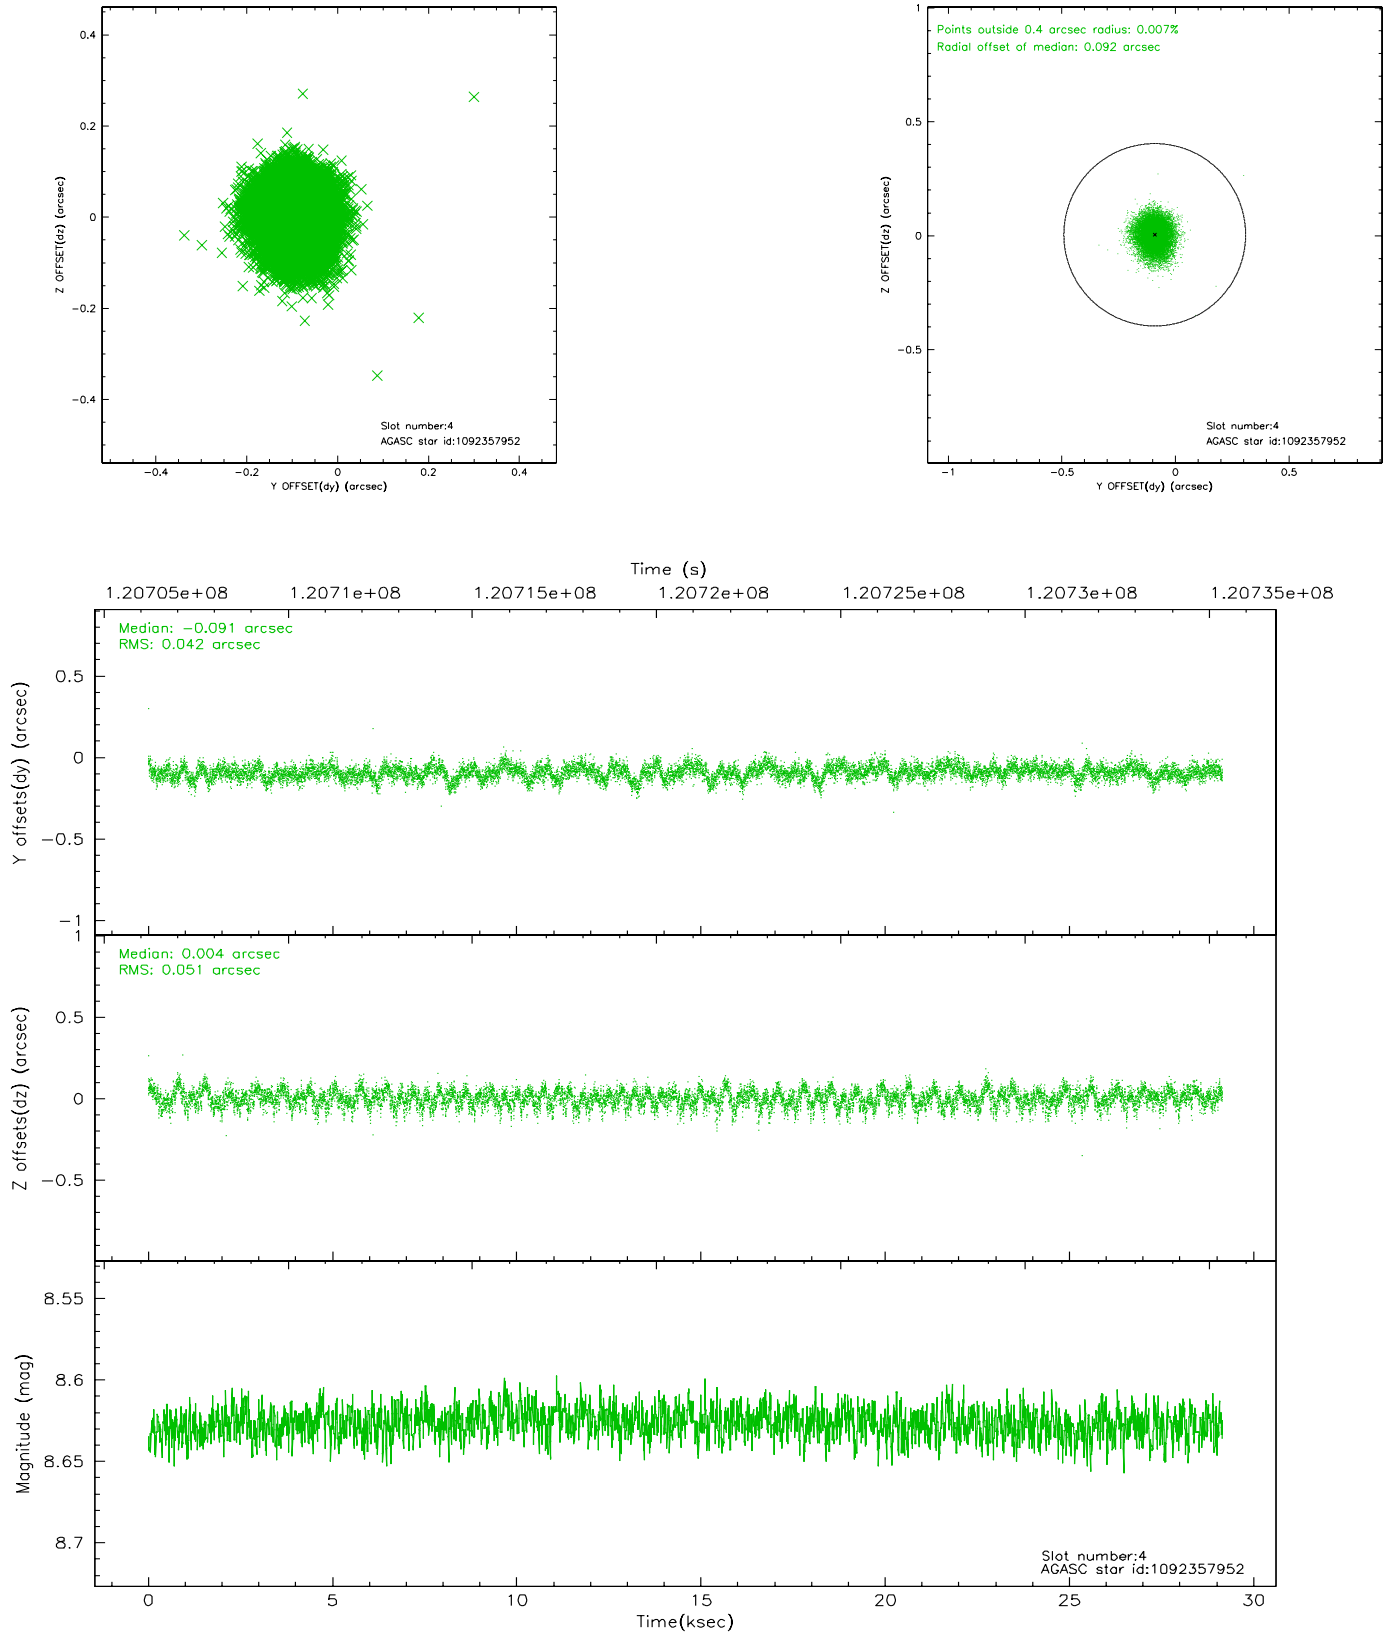 0.4
0.2
0
−0.2
−0.4
Z OFFSET(dz) (arcsec)
Slot number:4
AGASC star id:1092357952
−0.4 −0.2 0 0.2 0.4
Y OFFSET(dy) (arcsec)
1
0.5
0
−0.5
Z OFFSET(dz) (arcsec)
Points outside 0.4 arcsec radius: 0.007%
Radial offset of median: 0.092 arcsec
Slot number:4
AGASC star id:1092357952
−1 −0.5 0 0.5
Y OFFSET(dy) (arcsec)
Time (s)
1.20705e+08 1.2071e+08 1.20715e+08 1.2072e+08 1.20725e+08 1.2073e+08 1.20735e+08
Median: −0.091 arcsec
RMS: 0.042 arcsec
0.5
0
−0.5
−1
Y offsets(dy) (arcsec)
1
Median: 0.004 arcsec
RMS: 0.051 arcsec
0.5
0
−0.5
Z offsets(dz) (arcsec)
8.55
8.6
8.65
8.7
Magnitude (mag)
Slot number:4
AGASC star id:1092357952
0 5 10 15 20 25 30
Time(ksec)